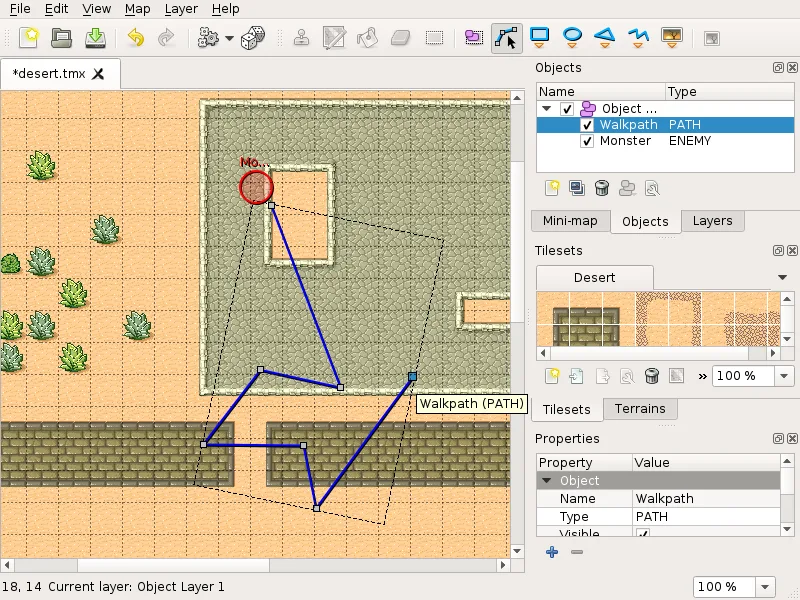 File Edit View Map Layer Help
*desert.tmx
Mo...
Walkpath (PATH)
18, 14 Current layer: Object Layer 1
100 %
Objects
Name Type
Object ...
Walkpath PATH
Monster ENEMY
Mini-map Objects Layers
Tilesets
Desert
» 100 %
Tilesets Terrains
Properties
Property Value
Object
Name Walkpath
Type PATH
Visible